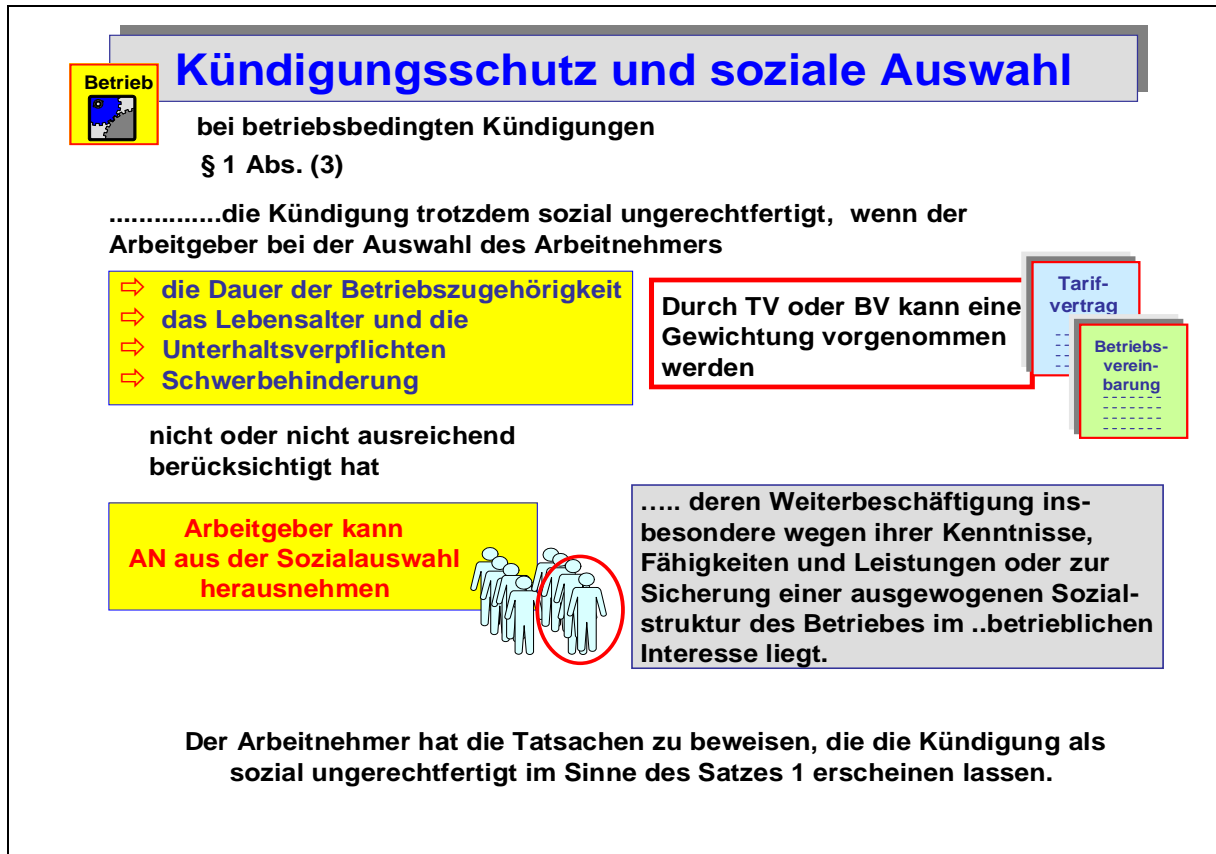 Kündigungsschutz und soziale Auswahl
Betrieb
bei betriebsbedingten Kündigungen
§ 1 Abs. (3)
...............die Kündigung trotzdem sozial ungerechtfertigt, wenn der
Arbeitgeber bei der Auswahl des Arbeitnehmers
⇨ die Dauer der Betriebszugehörigkeit
⇨ das Lebensalter und die
⇨ Unterhaltsverpflichten
⇨ Schwerbehinderung
Durch TV oder BV kann eine
Gewichtung vorgenommen
werden
Tarif-
vertrag
Betriebs-
verein-
barung
nicht oder nicht ausreichend
berücksichtigt hat
Arbeitgeber kann
AN aus der Sozialauswahl
herausnehmen
….. deren Weiterbeschäftigung ins-
besondere wegen ihrer Kenntnisse,
Fähigkeiten und Leistungen oder zur
Sicherung einer ausgewogenen Sozial-
struktur des Betriebes im ..betrieblichen
Interesse liegt.
Der Arbeitnehmer hat die Tatsachen zu beweisen, die die Kündigung als
sozial ungerechtfertigt im Sinne des Satzes 1 erscheinen lassen.